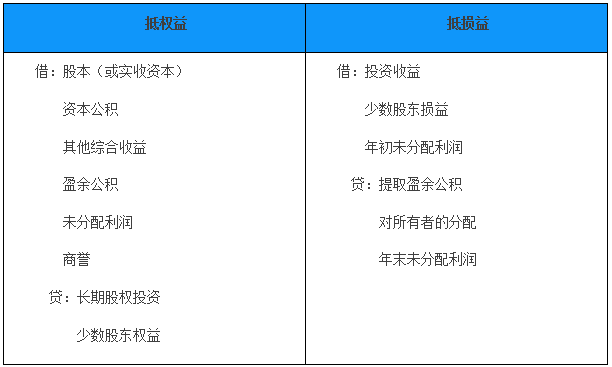 抵权益
借：股本（或实收资本）
资本公积
其他综合收益
盈余公积
未分配利润
商誉
贷：长期股权投资
少数股东权益
抵损益
借：投资收益
少数股东损益
年初未分配利润
贷：提取盈余公积
对所有者的分配
年末未分配利润